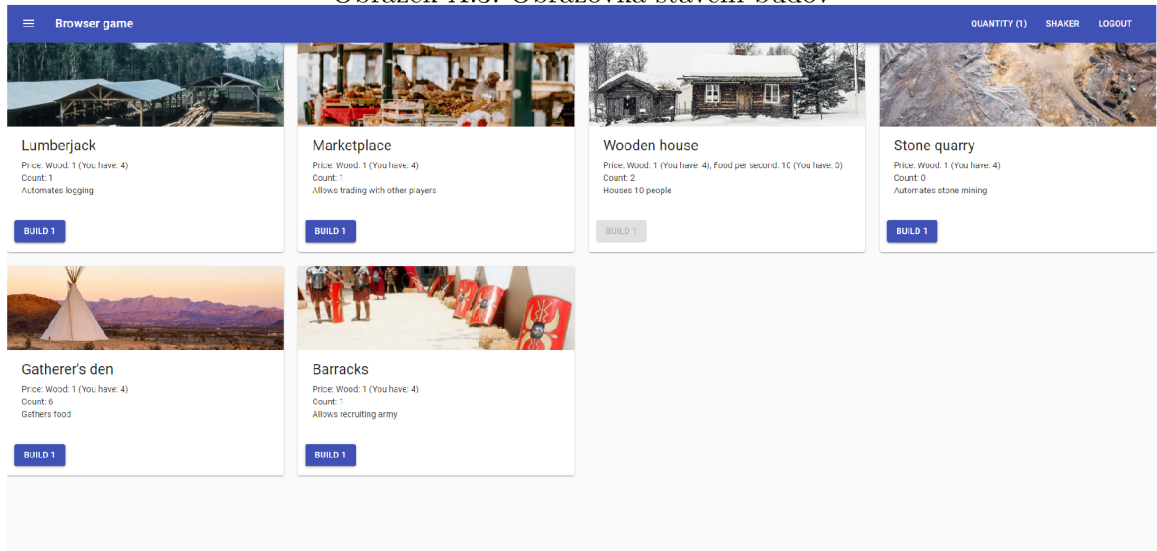 Obrázek A.3: Obrazovka stavění budov
Browser game
QUANTITY (1) SHAKER LOGOUT
Lumberjack
Price: Wood: 1 (You have: 4)
Count: 1
Automates logging
BUILD 1
Marketplace
Price: Wood: 1 (You have: 4)
Count: 1
Allows trading with other players
BUILD 1
Wooden house
Price: Wood: 1 (You have: 4), Food per second: 10 (You have: 0)
Count: 2
Houses 10 people
BUILD 1
Stone quarry
Price: Wood: 1 (You have: 4)
Count: 0
Automates stone mining
BUILD 1
Gatherer's den
Price: Wood: 1 (You have: 4)
Count: 6
Gathers food
BUILD 1
Barracks
Price: Wood: 1 (You have: 4)
Count: 1
Allows recruiting army
BUILD 1